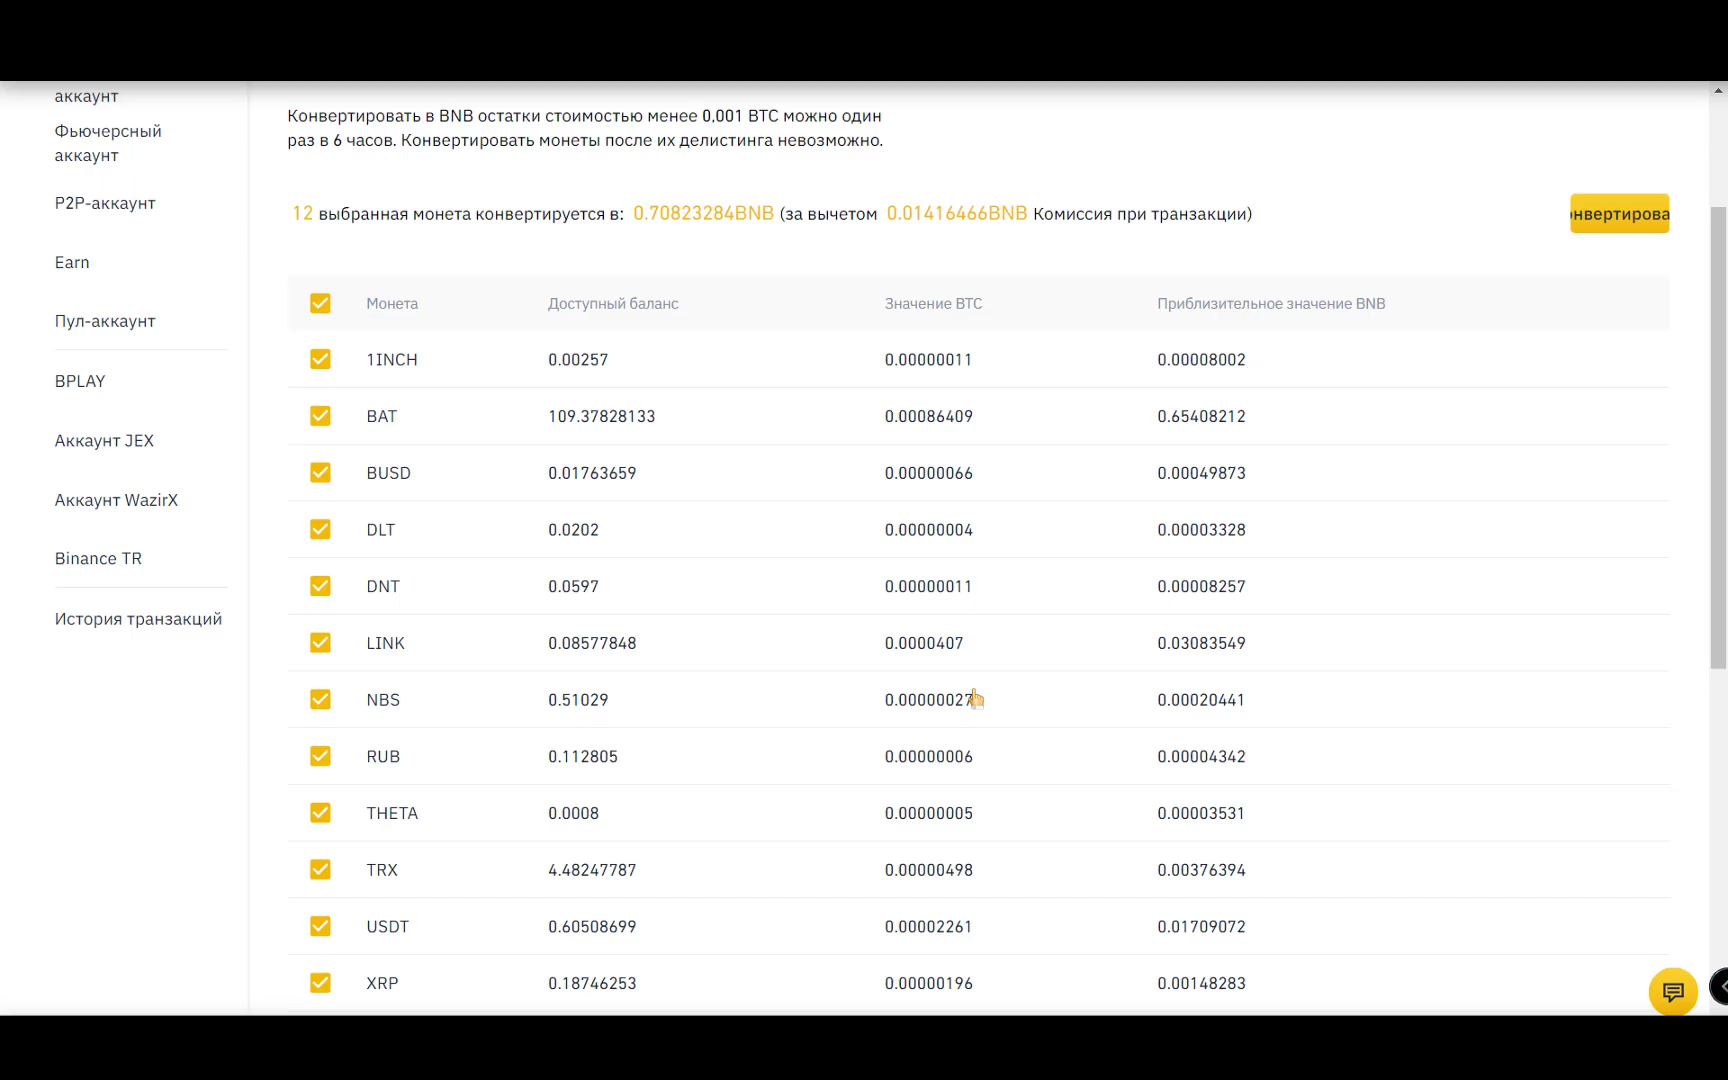 аккаунт
Фьючерсный
аккаунт
P2P-аккаунт
Earn
Пул-аккаунт
BPLAY
Аккаунт JEX
Аккаунт WazirX
Binance TR
История транзакций
Конвертировать в BNB остатки стоимостью менее 0,001 BTC можно один
раз в 6 часов. Конвертировать монеты после их делистинга невозможно.
12 выбранная монета конвертируется в: 0.70823284BNB (за вычетом 0.01416466BNB Комиссия при транзакции)
нвертирова
Монета Доступный баланс Значение BTC Приблизительное значение BNB
1INCH 0.00257 0.00000011 0.00008002
BAT 109.37828133 0.00086409 0.65408212
BUSD 0.01763659 0.00000066 0.00049873
DLT 0.0202 0.00000004 0.00003328
DNT 0.0597 0.00000011 0.00008257
LINK 0.08577848 0.0000407 0.03083549
NBS 0.51029 0.00000027 0.00020441
RUB 0.112805 0.00000006 0.00004342
THETA 0.0008 0.00000005 0.00003531
TRX 4.48247787 0.00000498 0.00376394
USDT 0.60508699 0.00002261 0.01709072
XRP 0.18746253 0.00000196 0.00148283